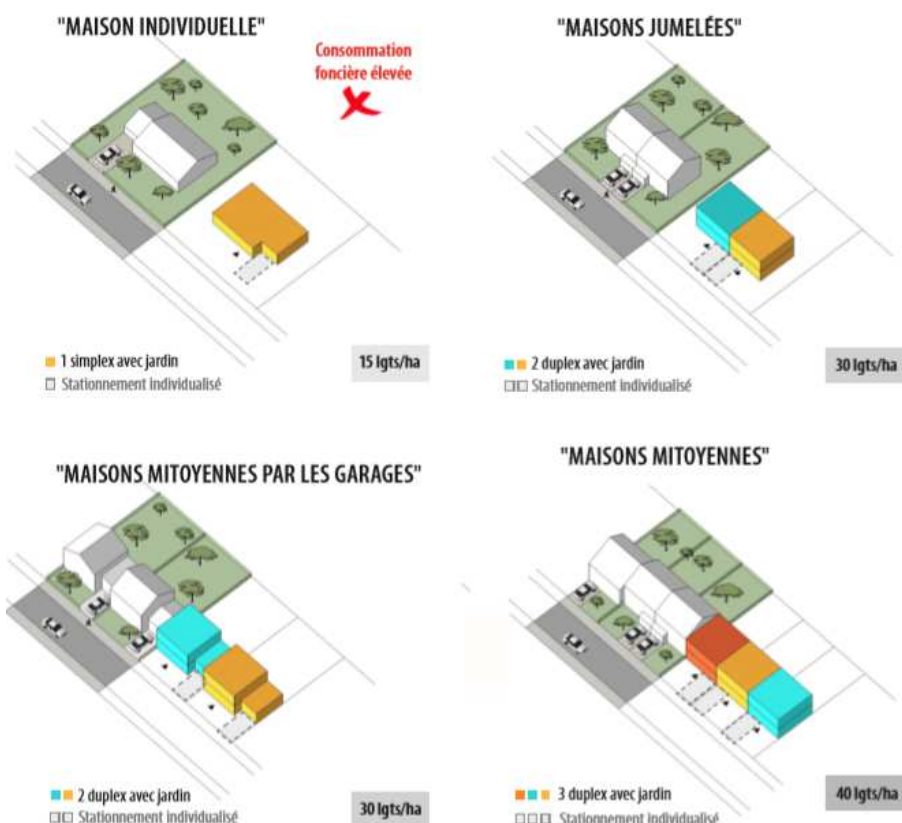 "MAISON INDIVIDUELLE"
Consommation
foncière élevée
1 simplex avec jardin
Stationnement individualisé
15 lgts/ha
"MAISONS JUMELÉES"
2 duplex avec jardin
Stationnement individualisé
30 lgts/ha
"MAISONS MITOYENNES PAR LES GARAGES"
2 duplex avec jardin
Stationnement individualisé
30 lgts/ha
"MAISONS MITOYENNES"
3 duplex avec jardin
Stationnement individualisé
40 lgts/ha